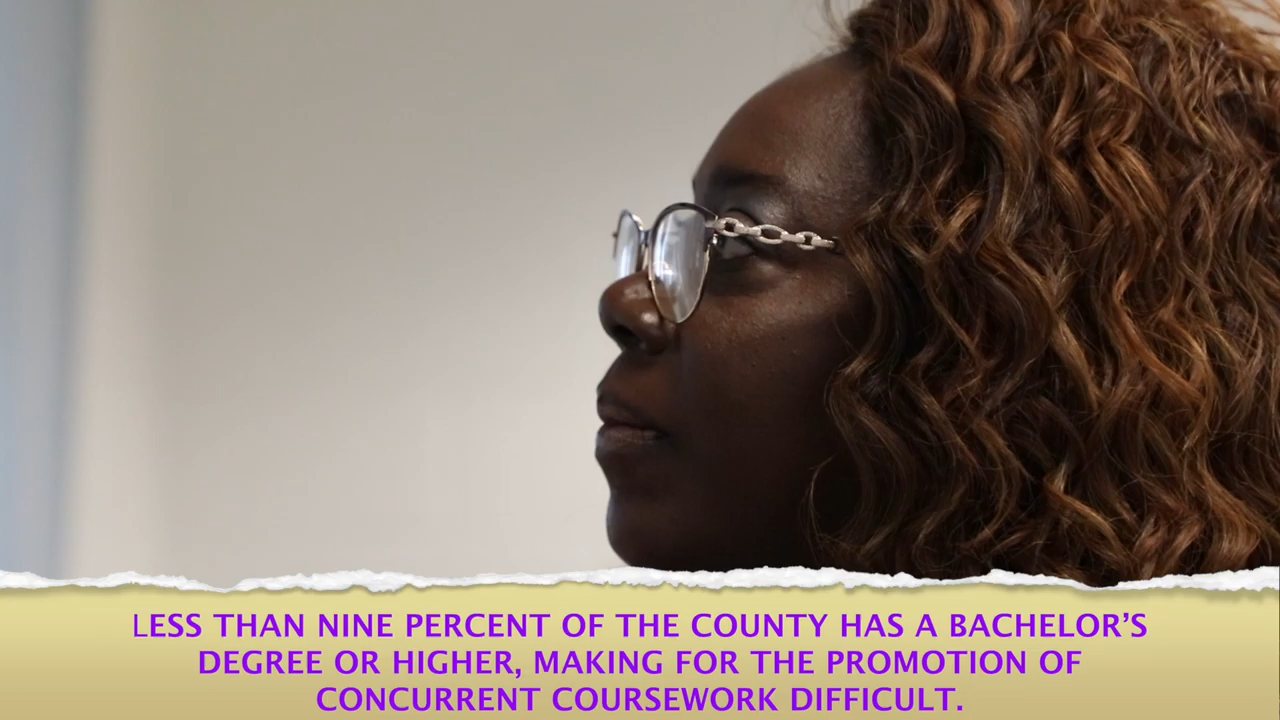 LESS THAN NINE PERCENT OF THE COUNTY HAS A BACHELOR’S
DEGREE OR HIGHER, MAKING FOR THE PROMOTION OF
CONCURRENT COURSEWORK DIFFICULT.